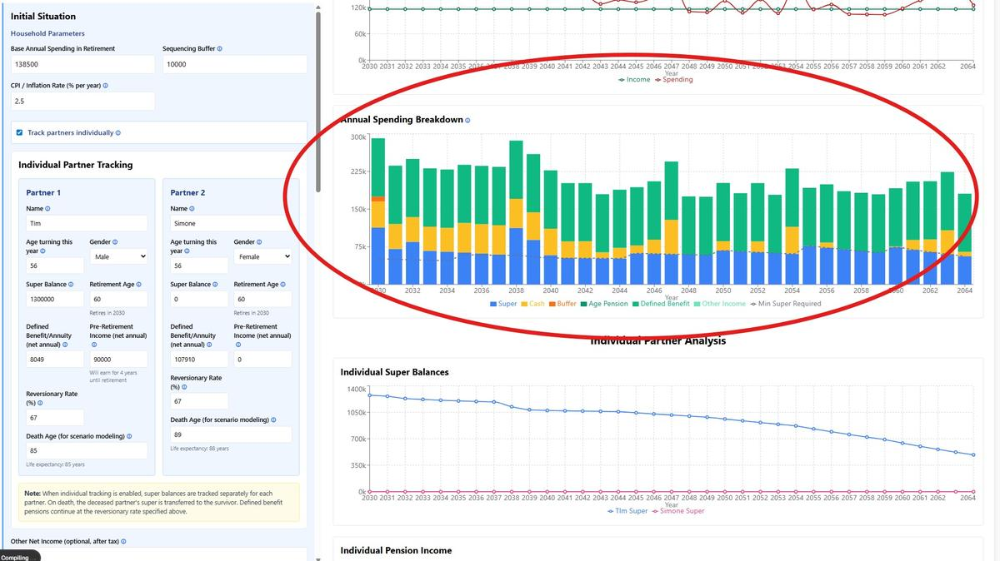 Initial Situation
Household Parameters
Base Annual Spending in Retirement
Sequencing Buffer
138500
10000
CPI / Inflation Rate (% per year)
2.5
Track partners individually
Individual Partner Tracking
Partner 1
Name
Tim
Age turning this
year
Gender
56
Male
Super Balance
Retirement Age
1300000
60
Retires in 2030
Defined
Benefit/Annuity
(net annual)
Pre-Retirement
Income (net annual)
8049
90000
Will earn for 4 years
until retirement
Reversionary Rate
(%)
67
Death Age (for scenario modeling)
85
Life expectancy: 85 years
Partner 2
Name
Simone
Age turning this
year
Gender
56
Female
Super Balance
Retirement Age
0
60
Retires in 2030
Defined
Benefit/Annuity
(net annual)
Pre-Retirement
Income (net annual)
107910
0
Reversionary Rate
(%)
67
Death Age (for scenario modeling)
89
Life expectancy: 88 years
Note: When individual tracking is enabled, super balances are tracked separately for each
partner. On death, the deceased partner's super is transferred to the survivor. Defined benefit
pensions continue at the reversionary rate specified above.
Other Net Income (optional, after tax)
Compiling
120k
60k
0k
2030 2031 2032 2033 2034 2035 2036 2037 2038 2039 2040 2041 2042 2043 2044 2045 2046 2047 2048 2049 2050 2051 2052 2053 2054 2055 2056 2057 2058 2059 2060 2061 2062 2064
Year
Income Spending
Annual Spending Breakdown
300k
225k
150k
75k
2030 2032 2034 2036 2038 2040 2042 2044 2046 2048 2050 2052 2054 2056 2058 2060 2062 2064
Year
Super Cash Buffer Age Pension Defined Benefit Other Income Min Super Required
Individual Partner Analysis
Individual Super Balances
1400k
1050k
700k
350k
0k
2030 2031 2032 2033 2034 2035 2036 2037 2038 2039 2040 2041 2042 2043 2044 2045 2046 2047 2048 2049 2050 2051 2052 2053 2054 2055 2056 2057 2058 2059 2060 2061 2062 2064
Year
TIm Super Simone Super
Individual Pension Income